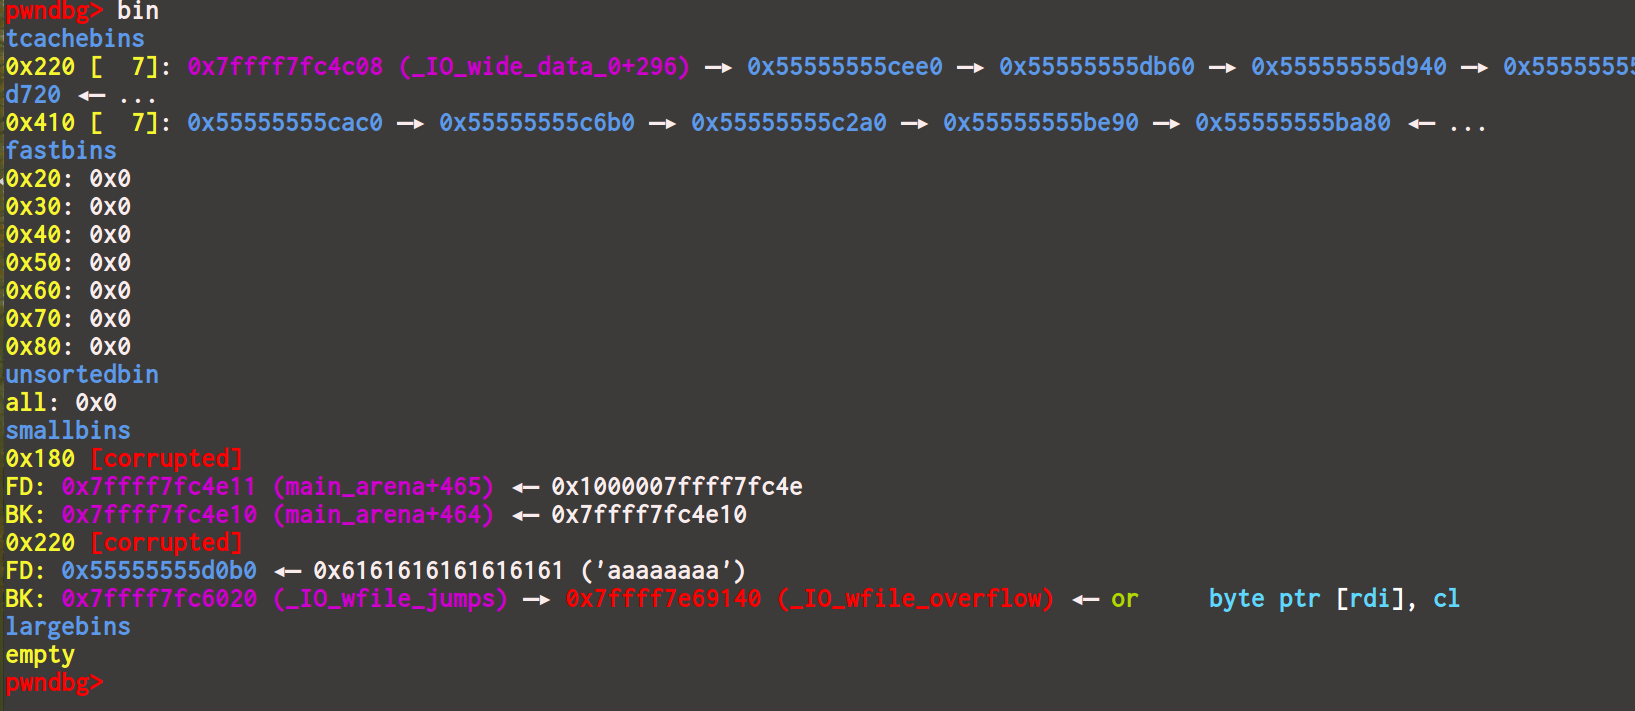 pwndbg> bin
tcachebins
0x220 [  7]: 0x7ffff7fc4c08 (_IO_wide_data_0+296) —▸ 0x55555555cee0 —▸ 0x55555555db60 —▸ 0x55555555d940 —▸ 0x55555555
d720 ◂— ...
0x410 [  7]: 0x55555555cac0 —▸ 0x55555555c6b0 —▸ 0x55555555c2a0 —▸ 0x55555555be90 —▸ 0x55555555ba80 ◂— ...
fastbins
0x20: 0x0
0x30: 0x0
0x40: 0x0
0x50: 0x0
0x60: 0x0
0x70: 0x0
0x80: 0x0
unsortedbin
all: 0x0
smallbins
0x180 [corrupted]
FD: 0x7ffff7fc4e11 (main_arena+465) ◂— 0x1000007ffff7fc4e
BK: 0x7ffff7fc4e10 (main_arena+464) ◂— 0x7ffff7fc4e10
0x220 [corrupted]
FD: 0x55555555d0b0 ◂— 0x6161616161616161 ('aaaaaaaa')
BK: 0x7ffff7fc6020 (_IO_wfile_jumps) —▸ 0x7ffff7e69140 (_IO_wfile_overflow) ◂— or     byte ptr [rdi], cl
largebins
empty
pwndbg>